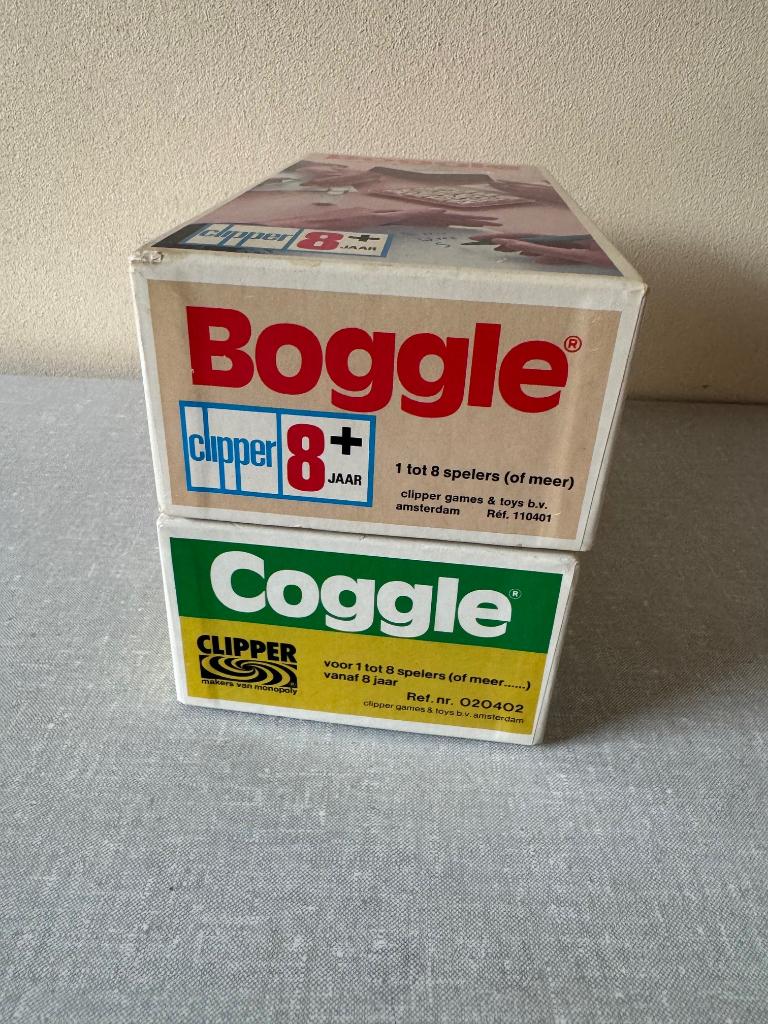 clipper 8+ JAAR
Boggle®
clipper 8+ JAAR
1 tot 8 spelers (of meer)
clipper games & toys b.v.
amsterdam Réf. 110401
Coggle®
CLIPPER
makers van monopoly
voor 1 tot 8 spelers (of meer......)
vanaf 8 jaar
Ref. nr. 020402
clipper games & toys b.v. amsterdam